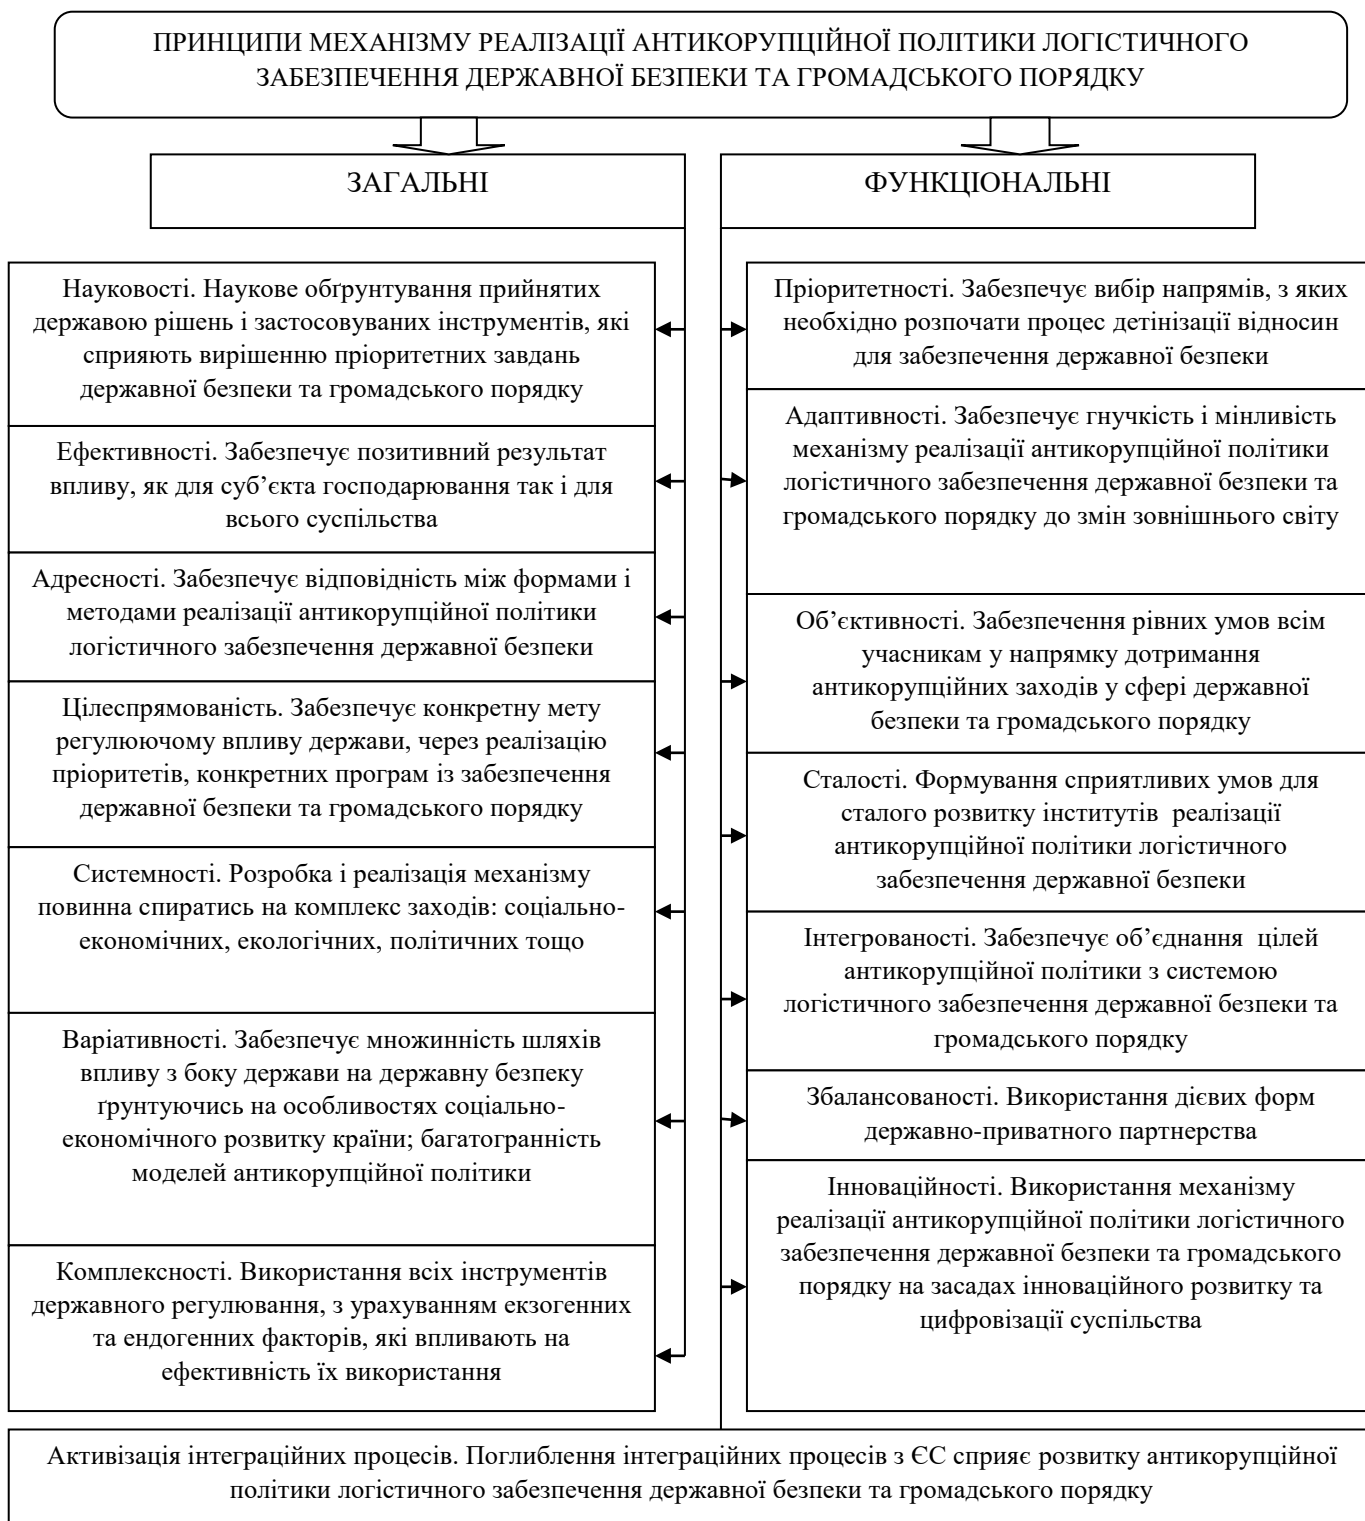 ПРИНЦИПИ МЕХАНІЗМУ РЕАЛІЗАЦІЇ АНТИКОРУПЦІЙНОЇ ПОЛІТИКИ ЛОГІСТИЧНОГО
ЗАБЕЗПЕЧЕННЯ ДЕРЖАВНОЇ БЕЗПЕКИ ТА ГРОМАДСЬКОГО ПОРЯДКУ
ЗАГАЛЬНІ
Науковості. Наукове обґрунтування прийнятих
державою рішень і застосовуваних інструментів, які
сприяють вирішенню пріоритетних завдань
державної безпеки та громадського порядку
Ефективності. Забезпечує позитивний результат
впливу, як для суб’єкта господарювання так і для
всього суспільства
Адресності. Забезпечує відповідність між формами і
методами реалізації антикорупційної політики
логістичного забезпечення державної безпеки
Цілеспрямованість. Забезпечує конкретну мету
регулюючому впливу держави, через реалізацію
пріоритетів, конкретних програм із забезпечення
державної безпеки та громадського порядку
Системності. Розробка і реалізація механізму
повинна спиратись на комплекс заходів: соціально-
економічних, екологічних, політичних тощо
Варіативності. Забезпечує множинність шляхів
впливу з боку держави на державну безпеку
ґрунтуючись на особливостях соціально-
економічного розвитку країни; багатогранність
моделей антикорупційної політики
Комплексності. Використання всіх інструментів
державного регулювання, з урахуванням екзогенних
та ендогенних факторів, які впливають на
ефективність їх використання
ФУНКЦІОНАЛЬНІ
Пріоритетності. Забезпечує вибір напрямів, з яких
необхідно розпочати процес детінізації відносин
для забезпечення державної безпеки
Адаптивності. Забезпечує гнучкість і мінливість
механізму реалізації антикорупційної політики
логістичного забезпечення державної безпеки та
громадського порядку до змін зовнішнього світу
Об’єктивності. Забезпечення рівних умов всім
учасникам у напрямку дотримання
антикорупційних заходів у сфері державної
безпеки та громадського порядку
Сталості. Формування сприятливих умов для
сталого розвитку інститутів реалізації
антикорупційної політики логістичного
забезпечення державної безпеки
Інтегрованості. Забезпечує об’єднання цілей
антикорупційної політики з системою
логістичного забезпечення державної безпеки та
громадського порядку
Збалансованості. Використання дієвих форм
державно-приватного партнерства
Інноваційності. Використання механізму
реалізації антикорупційної політики логістичного
забезпечення державної безпеки та громадського
порядку на засадах інноваційного розвитку та
цифровізації суспільства
Активізація інтеграційних процесів. Поглиблення інтеграційних процесів з ЄС сприяє розвитку антикорупційної
політики логістичного забезпечення державної безпеки та громадського порядку